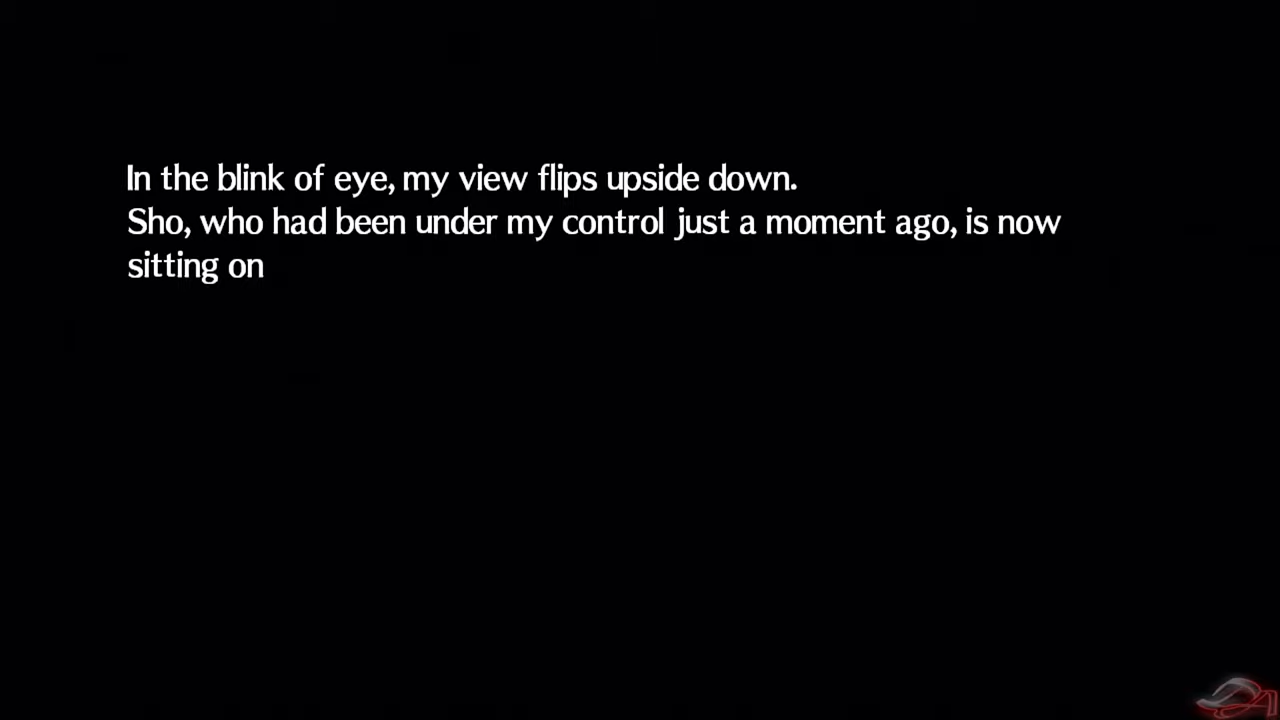 In the blink of eye, my view flips upside down.
Sho, who had been under my control just a moment ago, is now
sitting on